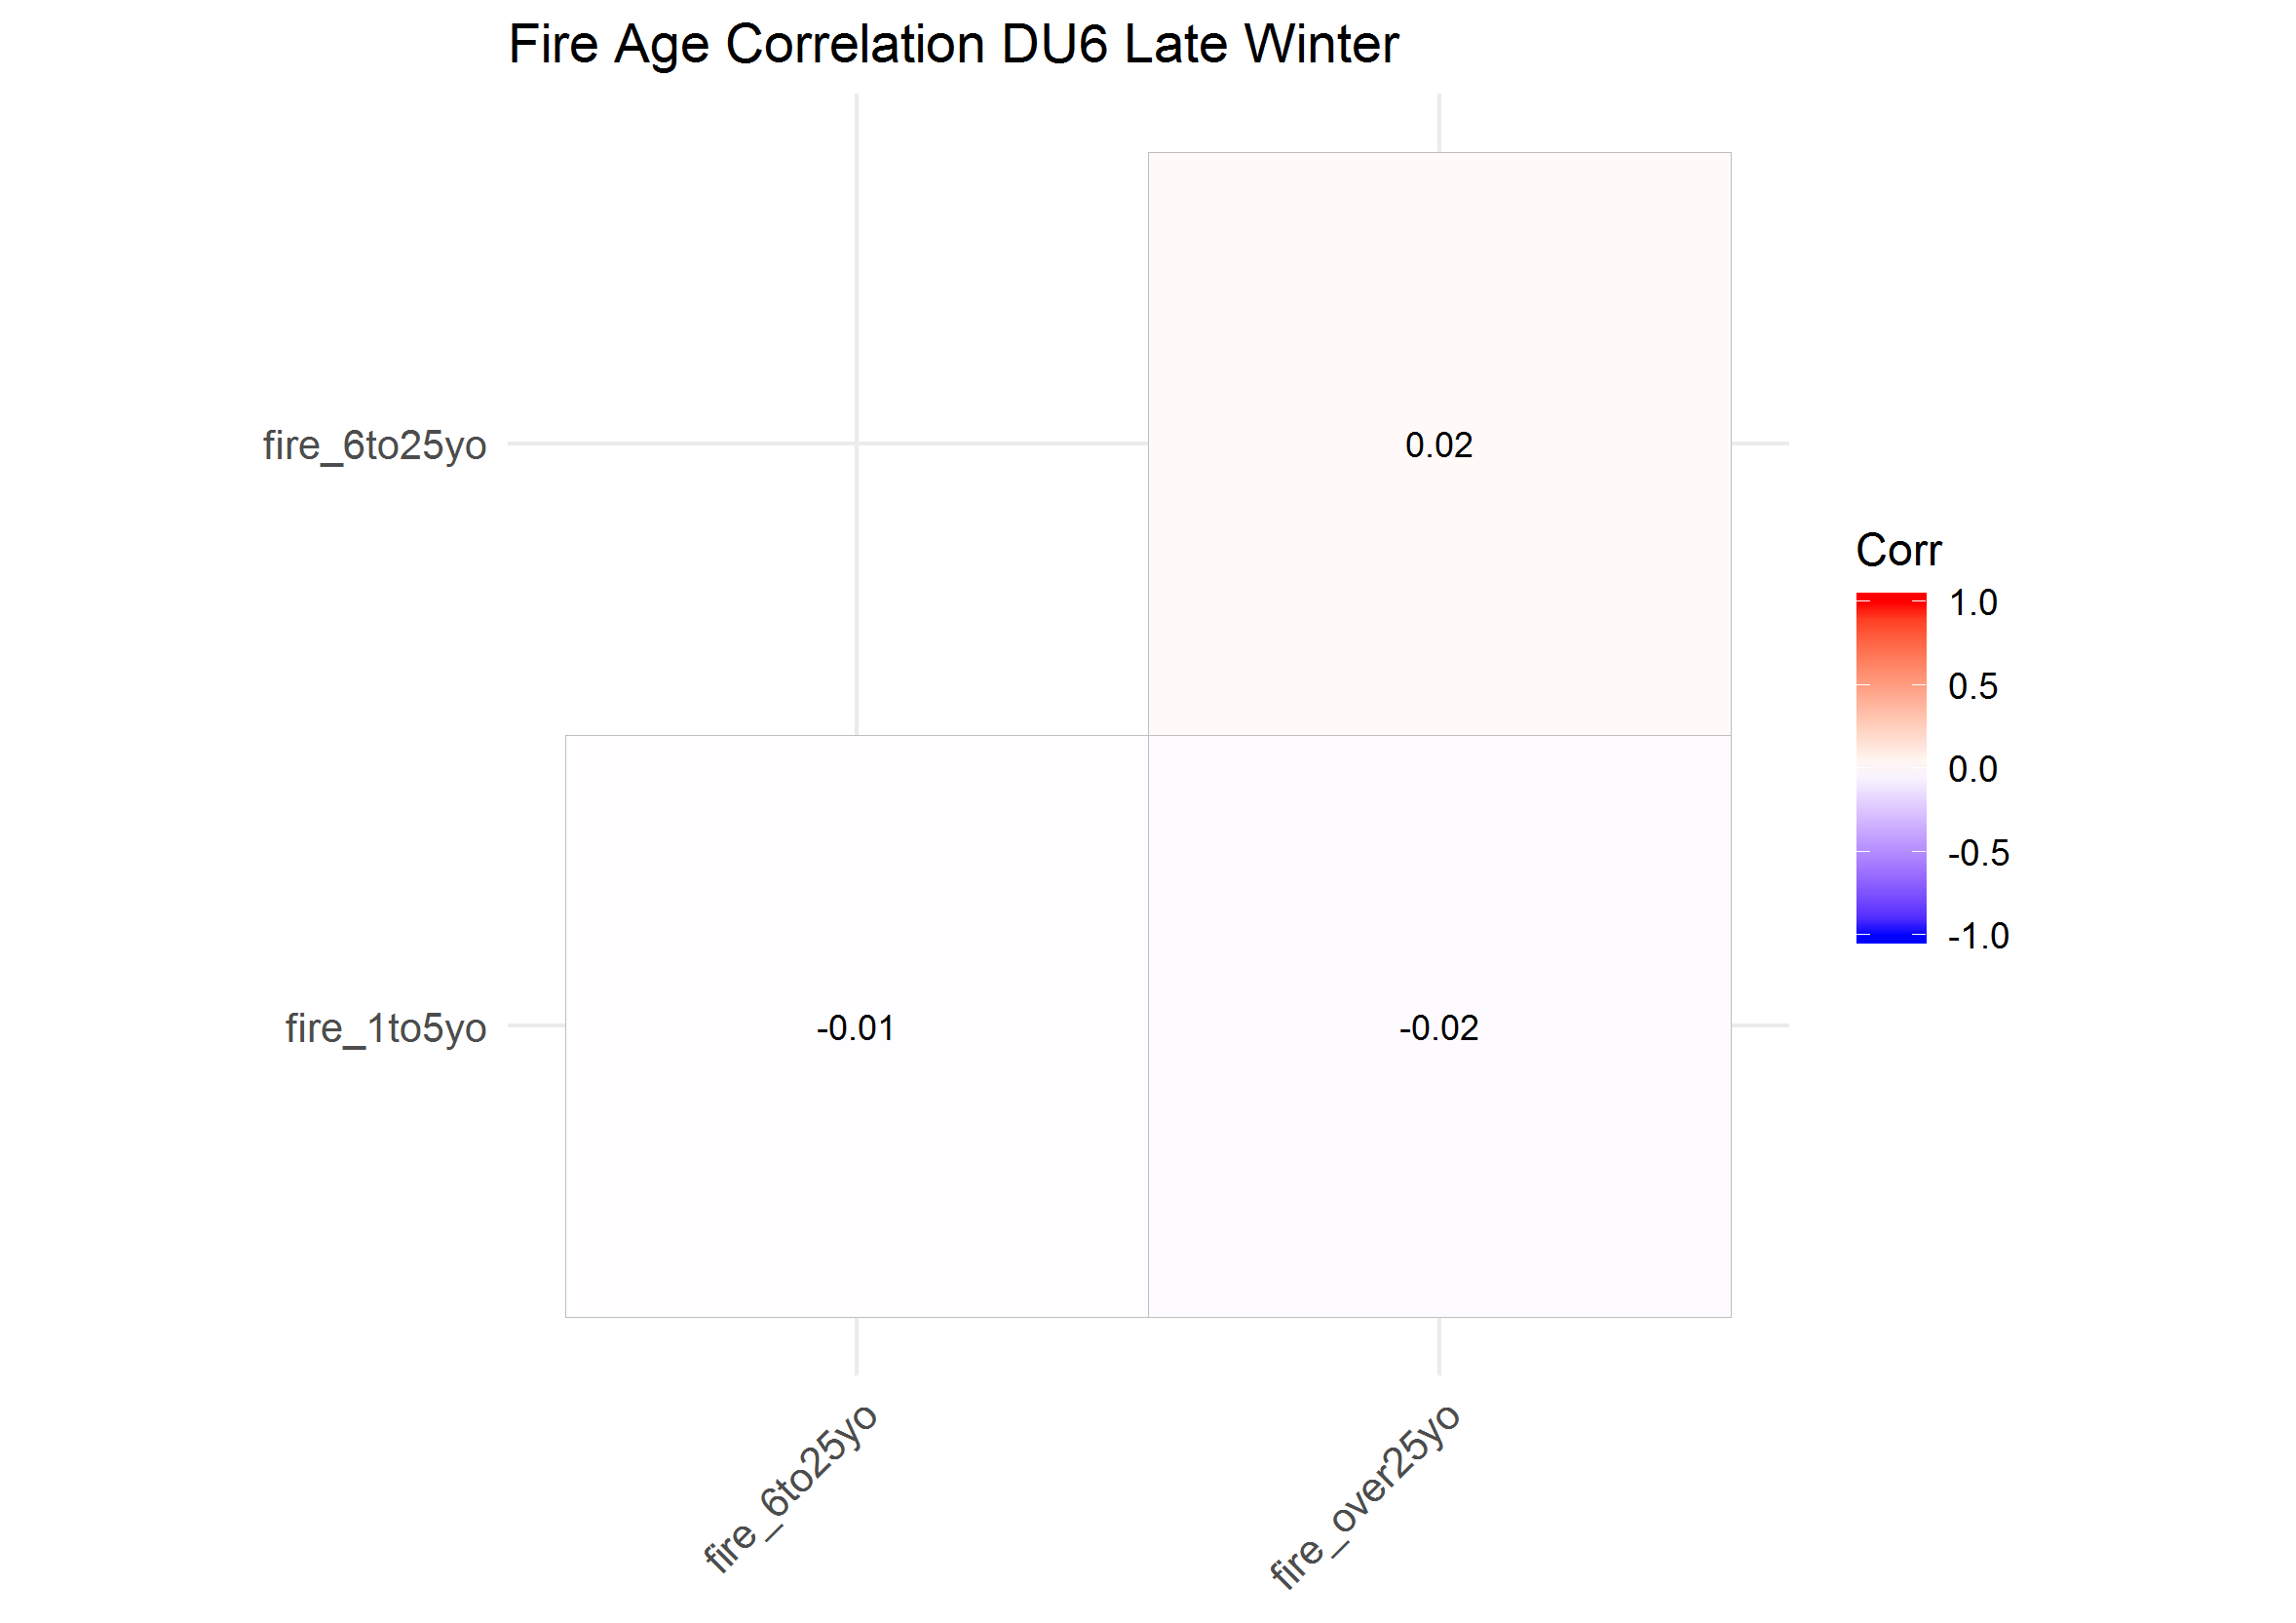 Fire Age Correlation DU6 Late Winter
fire_6to25yo
0.02
fire_1to5yo
-0.01
-0.02
fire_6to25yo
fire_over25yo
Corr
1.0
0.5
0.0
-0.5
-1.0